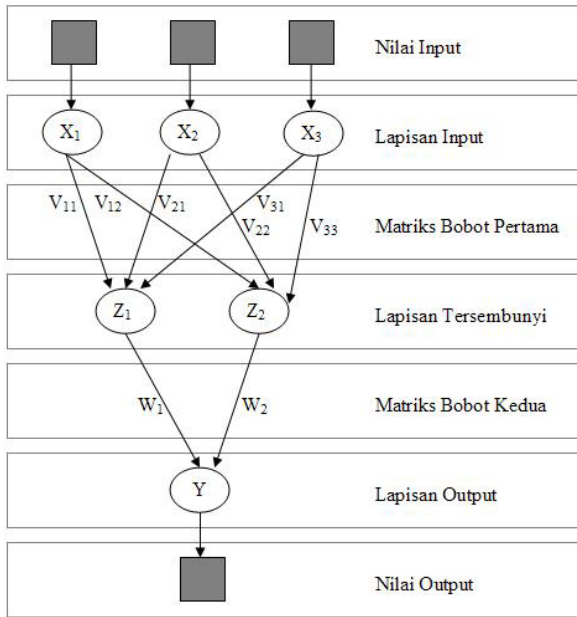 Nilai Input
X1 X2 X3 Lapisan Input
V11 V12 V21 V31
V22 V33
Matriks Bobot Pertama
Z1 Z2 Lapisan Tersembunyi
W1 W2 Matriks Bobot Kedua
Y Lapisan Output
Nilai Output